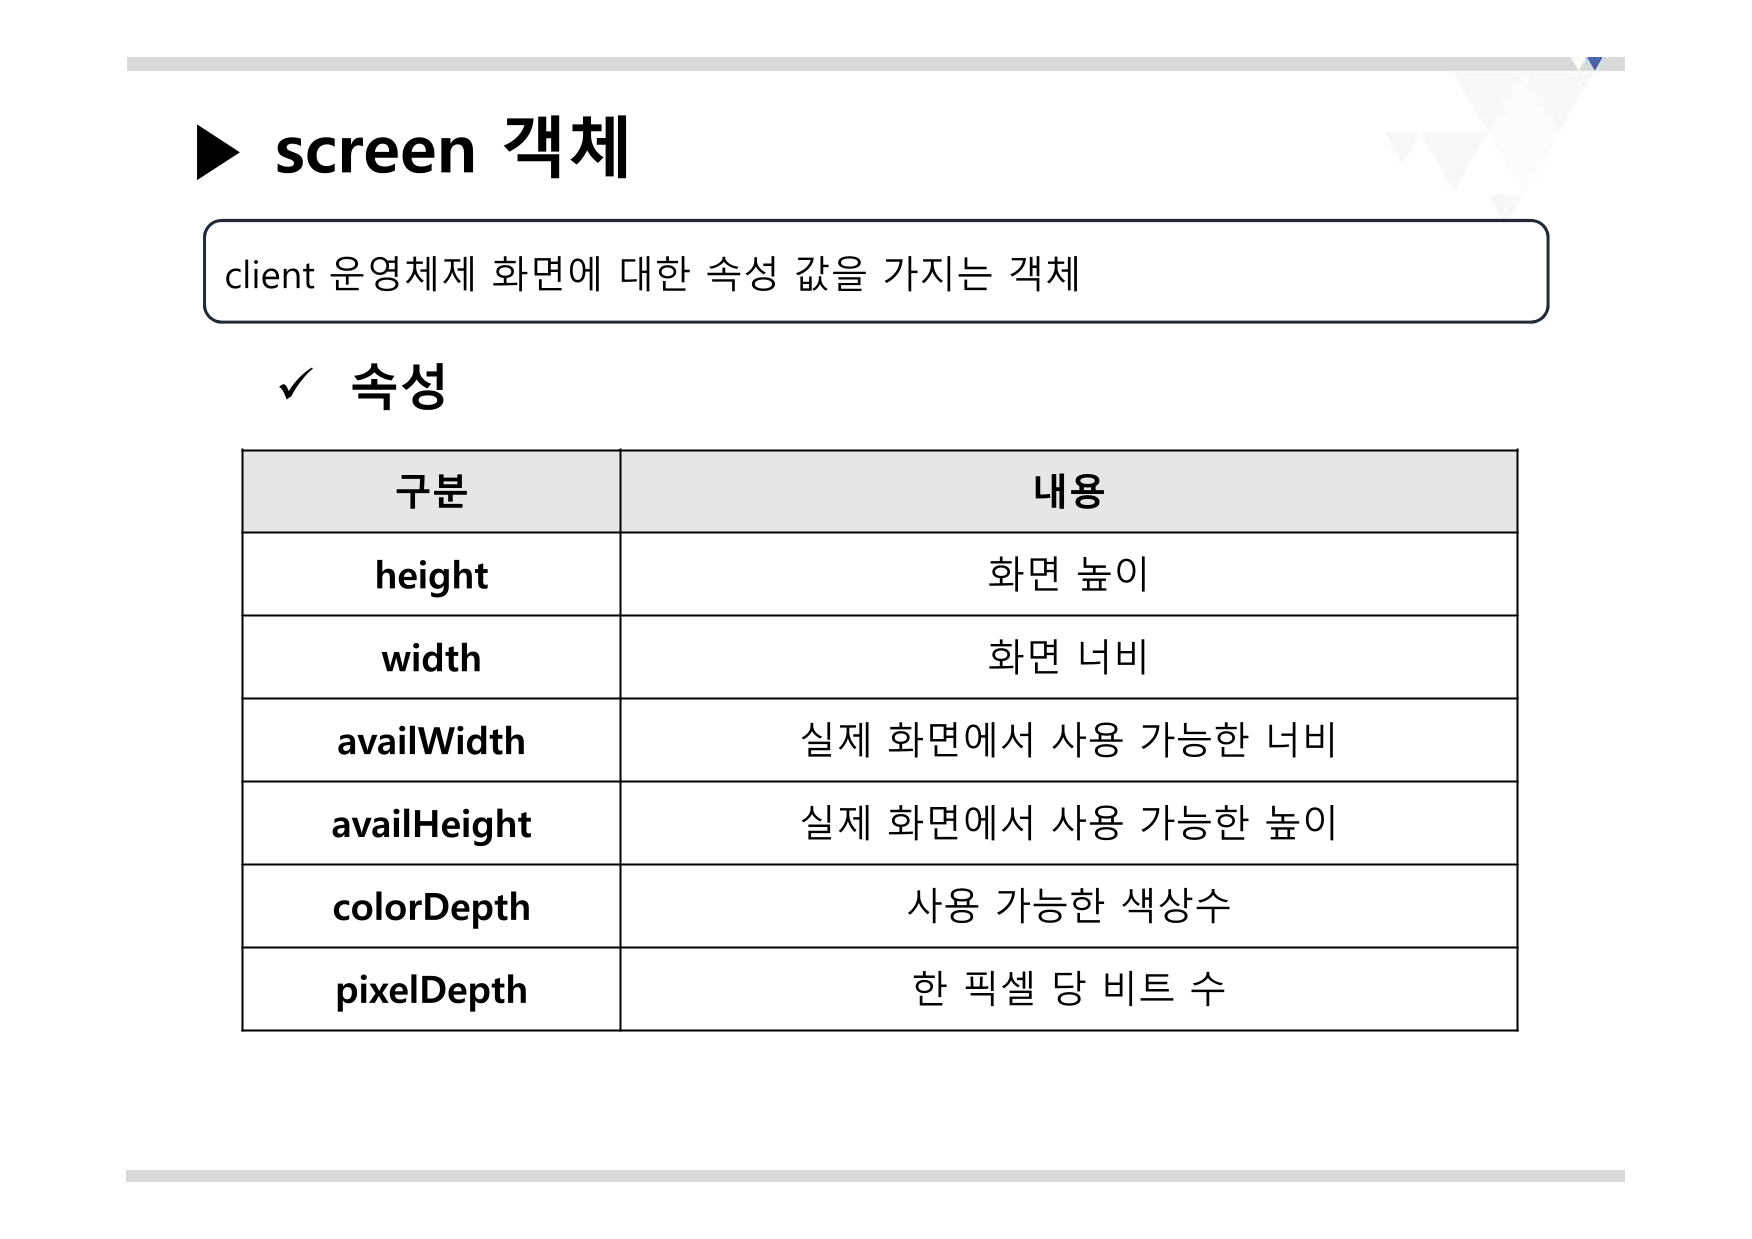 screen 객체
client 운영체제 화면에 대한 속성 값을 가지는 객체
✓ 속성
구분 내용
height 화면 높이
width 화면 너비
availWidth 실제 화면에서 사용 가능한 너비
availHeight 실제 화면에서 사용 가능한 높이
colorDepth 사용 가능한 색상수
pixelDepth 한 픽셀 당 비트 수